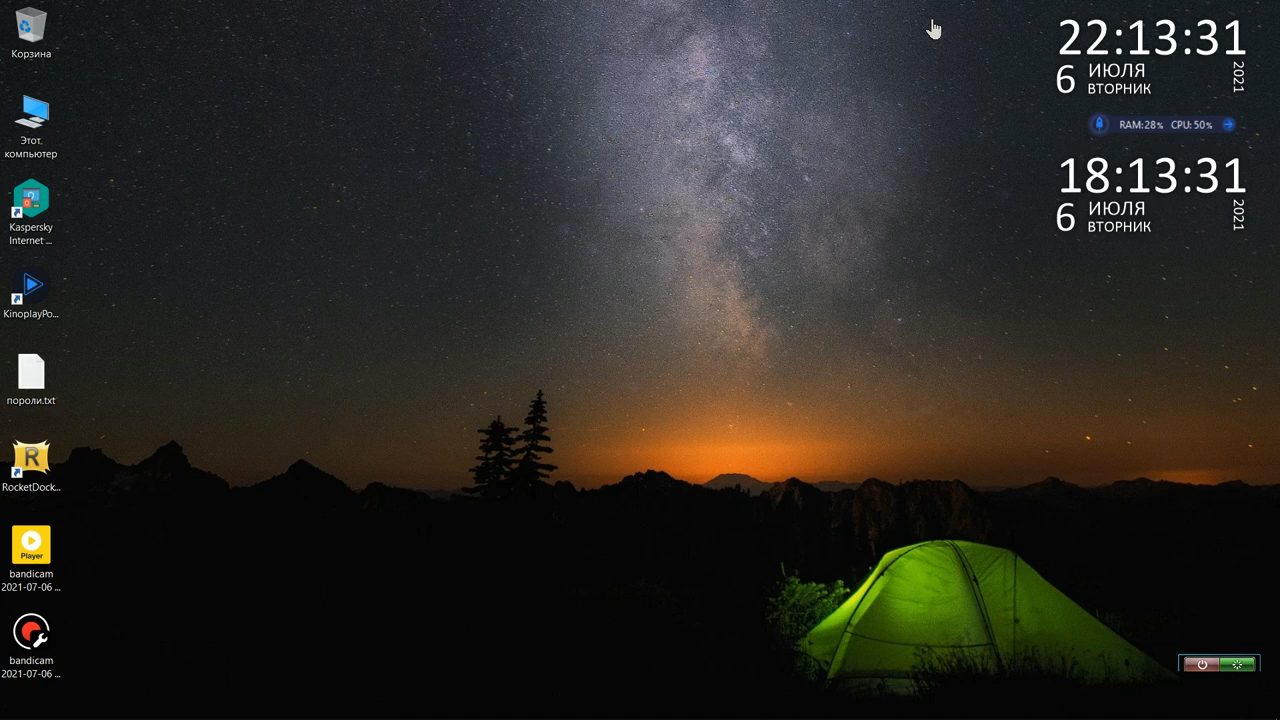 Корзина
Этот
компьютер
Kaspersky
Internet ...
KinoplayPo...
пороли.txt
R
RocketDock...
Player
bandicam
2021-07-06 ...
bandicam
2021-07-06 ...
22:13:31
6 ИЮЛЯ
ВТОРНИК
2021
RAM:28% CPU:50%
18:13:31
6 ИЮЛЯ
ВТОРНИК
2021